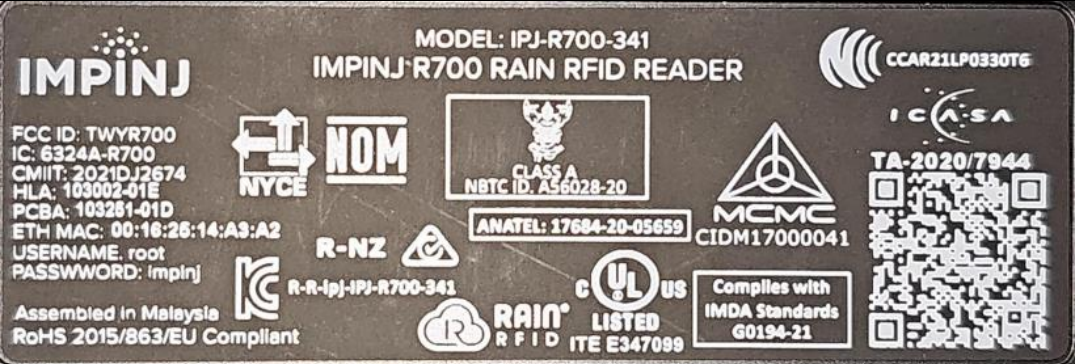 IMPINJ
MODEL: IPJ-R700-341
IMPINJ R700 RAIN RFID READER
CCAR21LP0330T6
ICASA
TA-2020/7944
FCC ID: TWYR700
IC: 6324A-R700
CMIIT: 2021DJ2674
HLA: 103002-01E
PCBA: 103251-01D
ETH MAC: 00:16:25:14:A3:A2
USERNAME. root
PASSWWORD: impinj
Assembled in Malaysia
RoHS 2015/863/EU Compliant
NYCE
NOM
CLASS A
NBTC ID. A56028-20
ANATEL: 17684-20-05659
MCMC
CIDM17000041
R-NZ
R-R-IpJ-IPJ-R700-341
RAIN
RFID
C UL US
LISTED
ITE E347099
Complies with
IMDA Standards
G0194-21